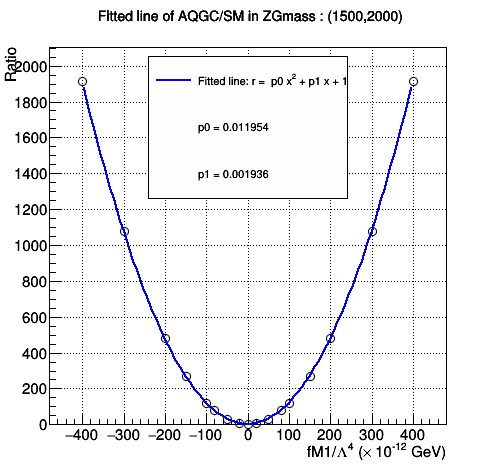 FItted line of AQGC/SM in ZGmass : (1500,2000)
Ratio
Fitted line: r = p0 x² + p1 x + 1
p0 = 0.011954
p1 = 0.001936
2000
1800
1600
1400
1200
1000
800
600
400
200
0
−400 −300 −200 −100 0 100 200 300 400
fM1/Λ⁴ (× 10⁻¹² GeV)